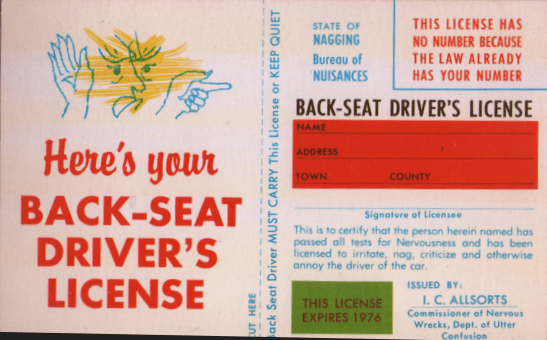 Here's your
BACK-SEAT
DRIVER'S
LICENSE
CUT HERE
Back Seat Driver MUST CARRY This License or KEEP QUIET
STATE OF
NAGGING
Bureau of
NUISANCES
THIS LICENSE HAS
NO NUMBER BECAUSE
THE LAW ALREADY
HAS YOUR NUMBER
BACK-SEAT DRIVER'S LICENSE
NAME
ADDRESS
TOWN COUNTY
Signature of Licensee
This is to certify that the person herein named has
passed all tests for Nervousness and has been
licensed to irritate, nag, criticize and otherwise
annoy the driver of the car.
THIS LICENSE
EXPIRES 1976
ISSUED BY:
I. C. ALLSORTS
Commissioner of Nervous
Wrecks, Dept. of Utter
Confusion